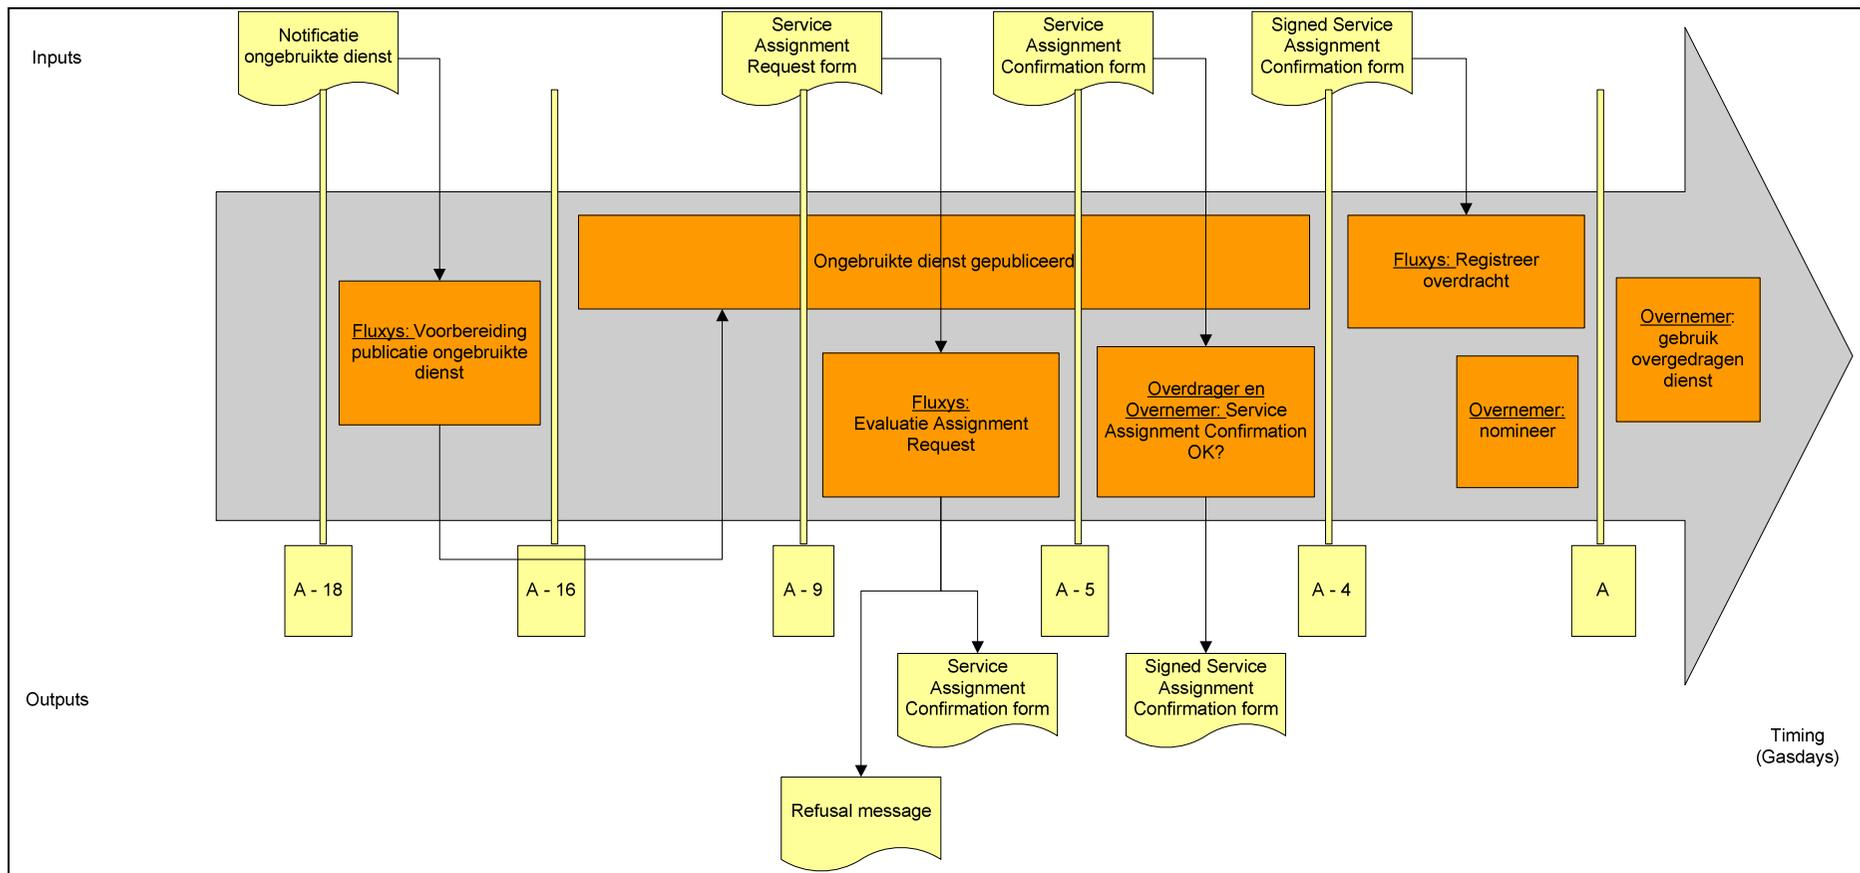 Inputs
Notificatie
ongebruikte dienst
Service
Assignment
Request form
Service
Assignment
Confirmation form
Signed Service
Assignment
Confirmation form
Fluxys: Voorbereiding
publicatie ongebruikte
dienst
Ongebruikte dienst gepubliceerd
Fluxys:
Evaluatie Assignment
Request
Overdrager en
Overnemer: Service
Assignment Confirmation
OK?
Fluxys: Registreer
overdracht
Overnemer:
nomineer
Overnemer:
gebruik
overgedragen
dienst
A - 18
A - 16
A - 9
A - 5
A - 4
A
Outputs
Service
Assignment
Confirmation form
Signed Service
Assignment
Confirmation form
Refusal message
Timing
(Gasdays)